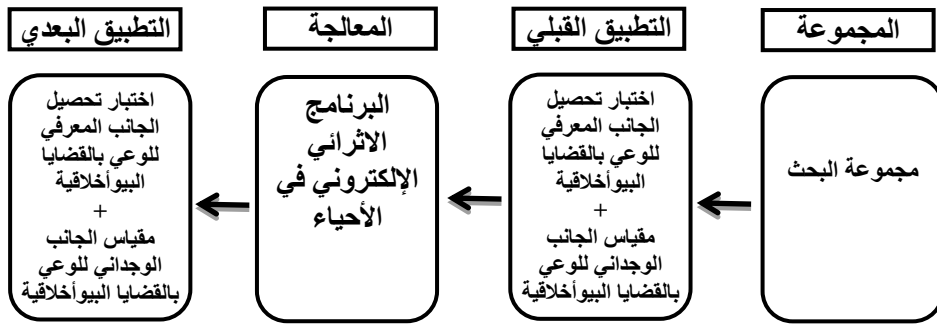 المجموعة
التطبيق القبلي
المعالجة
التطبيق البعدي
مجموعة البحث
اختبار تحصيل
الجانب المعرفي
للوعي بالقضايا
البيوأخلاقية
+
مقياس الجانب
الوجداني للوعي
بالقضايا البيوأخلاقية
البرنامج
الاثرائي
الإلكتروني في
الأحياء
اختبار تحصيل
الجانب المعرفي
للوعي بالقضايا
البيوأخلاقية
+
مقياس الجانب
الوجداني للوعي
بالقضايا البيوأخلاقية